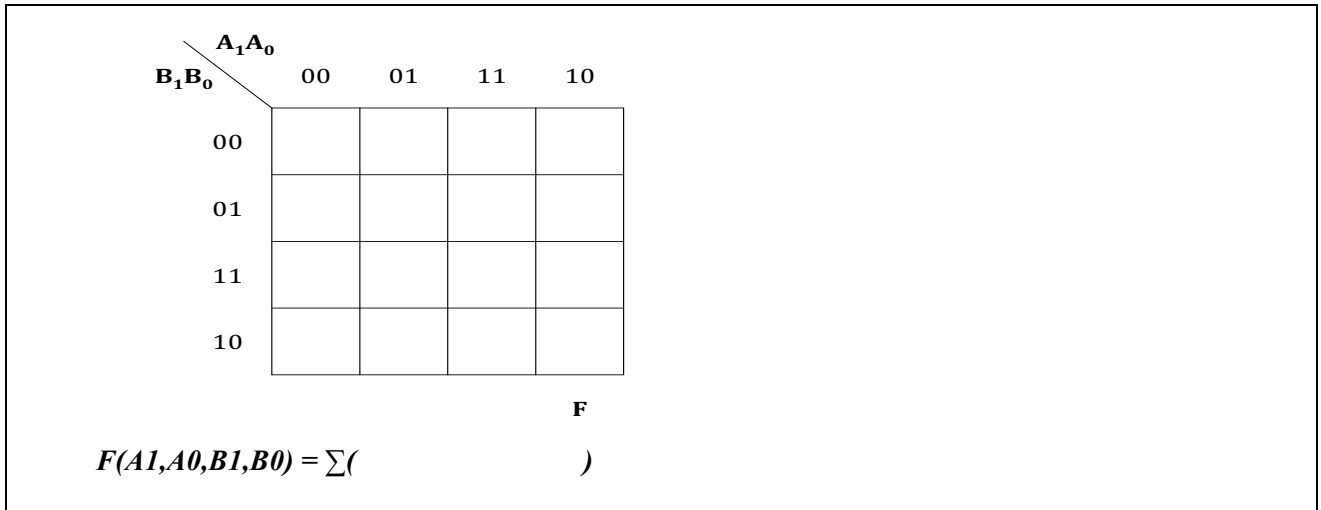 A₁A₀
B₁B₀ 00 01 11 10
00
01
11
10
F
F(A1,A0,B1,B0) = ∑( )